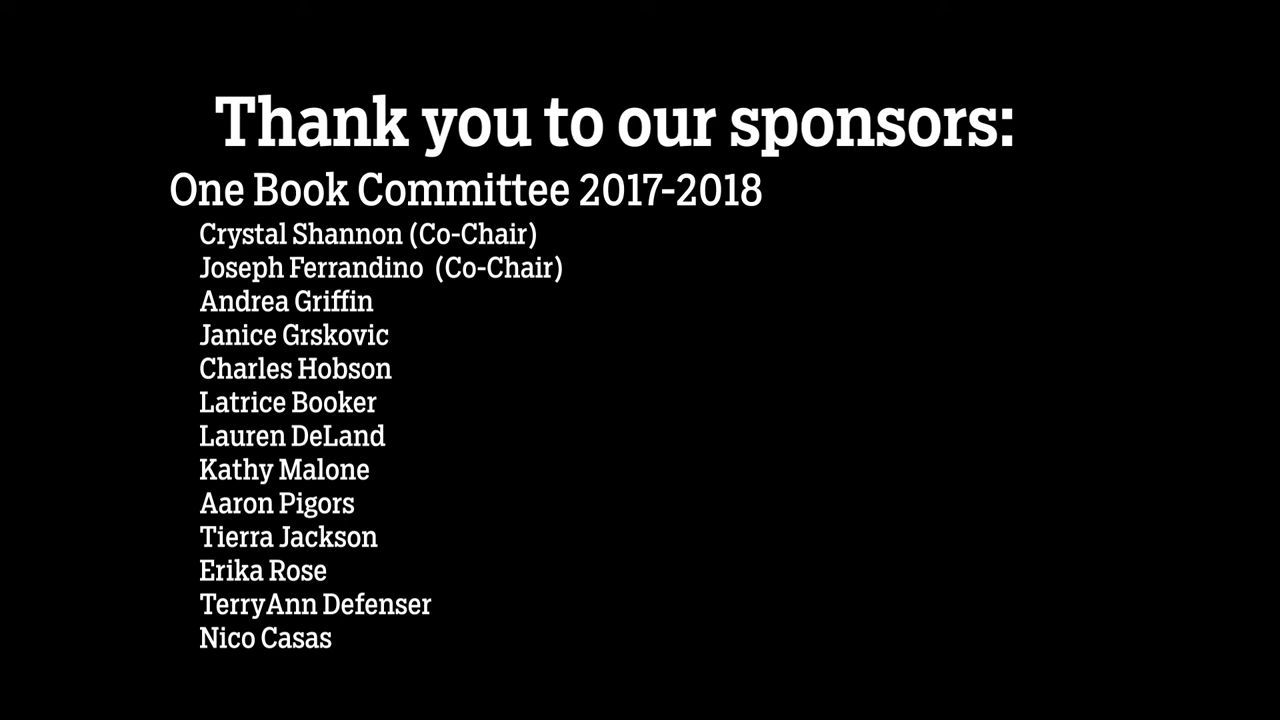 Thank you to our sponsors:
One Book Committee 2017-2018
Crystal Shannon (Co-Chair)
Joseph Ferrandino  (Co-Chair)
Andrea Griffin
Janice Grskovic
Charles Hobson
Latrice Booker
Lauren DeLand
Kathy Malone
Aaron Pigors
Tierra Jackson
Erika Rose
TerryAnn Defenser
Nico Casas